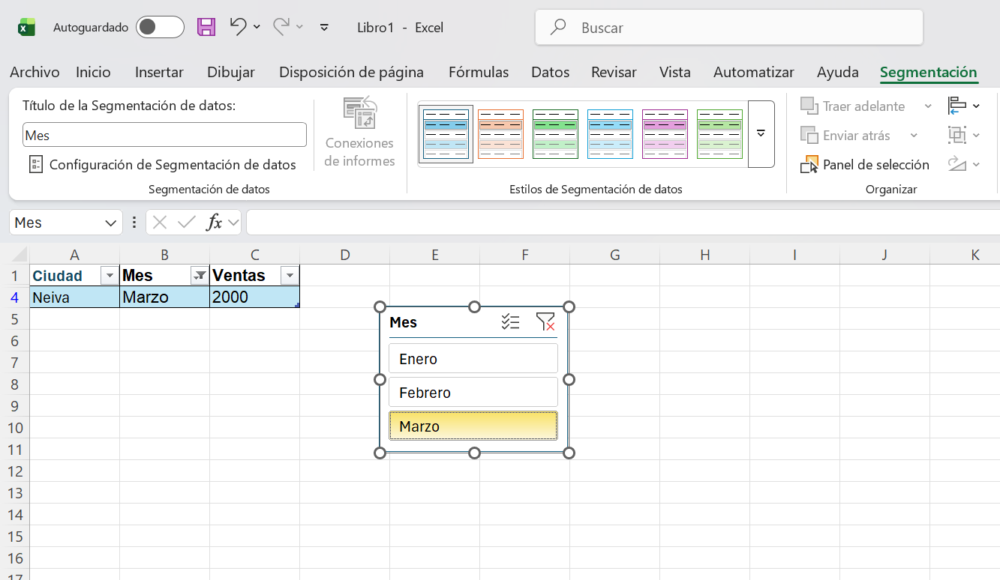 Autoguardado Libro1 - Excel Buscar
Archivo Inicio Insertar Dibujar Disposición de página Fórmulas Datos Revisar Vista Automatizar Ayuda Segmentación
Título de la Segmentación de datos:
Mes
Configuración de Segmentación de datos
Segmentación de datos
Conexiones
de informes
Estilos de Segmentación de datos
Traer adelante
Enviar atrás
Panel de selección
Organizar
Mes fx
A B C D E F G H I J K
1 Ciudad Mes Ventas
4 Neiva Marzo 2000
5
6
7
8
9
10
11
12
13
14
15
16
17
Mes
Enero
Febrero
Marzo